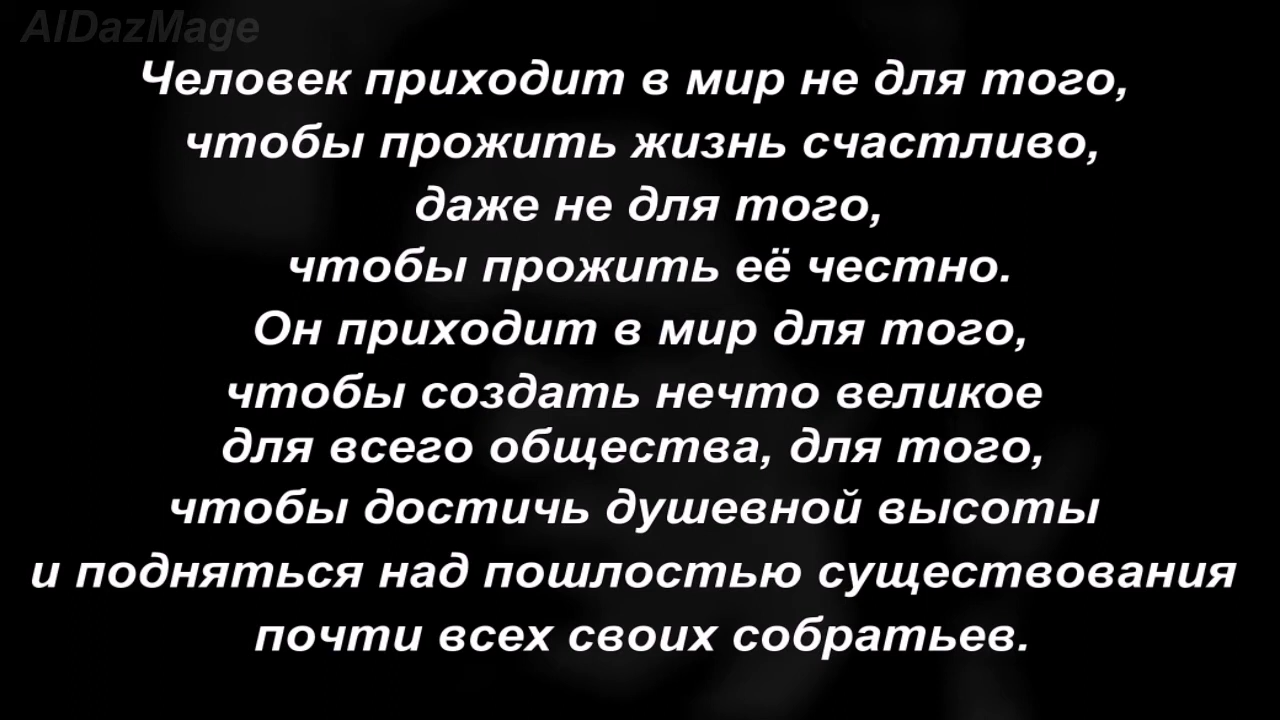 AlDazMage
Человек приходит в мир не для того,
чтобы прожить жизнь счастливо,
даже не для того,
чтобы прожить её честно.
Он приходит в мир для того,
чтобы создать нечто великое
для всего общества, для того,
чтобы достичь душевной высоты
и подняться над пошлостью существования
почти всех своих собратьев.